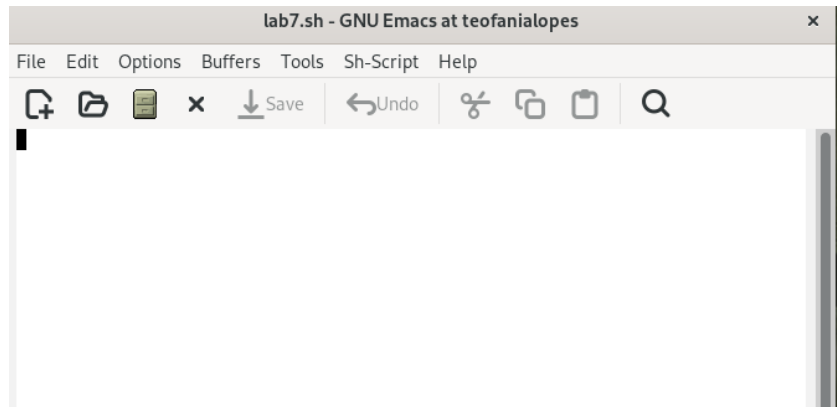 lab7.sh - GNU Emacs at teofanialopes
File Edit Options Buffers Tools Sh-Script Help
Save Undo